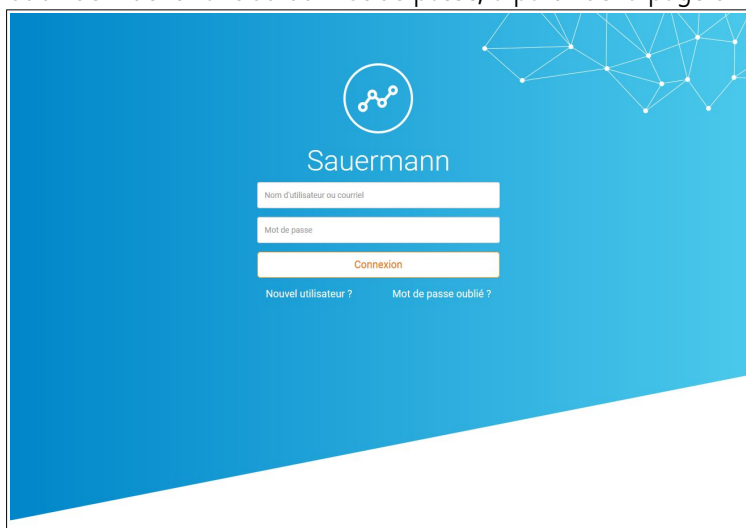 Sauermann
Nom d'utilisateur ou courriel
Mot de passe
Connexion
Nouvel utilisateur ?
Mot de passe oublié ?